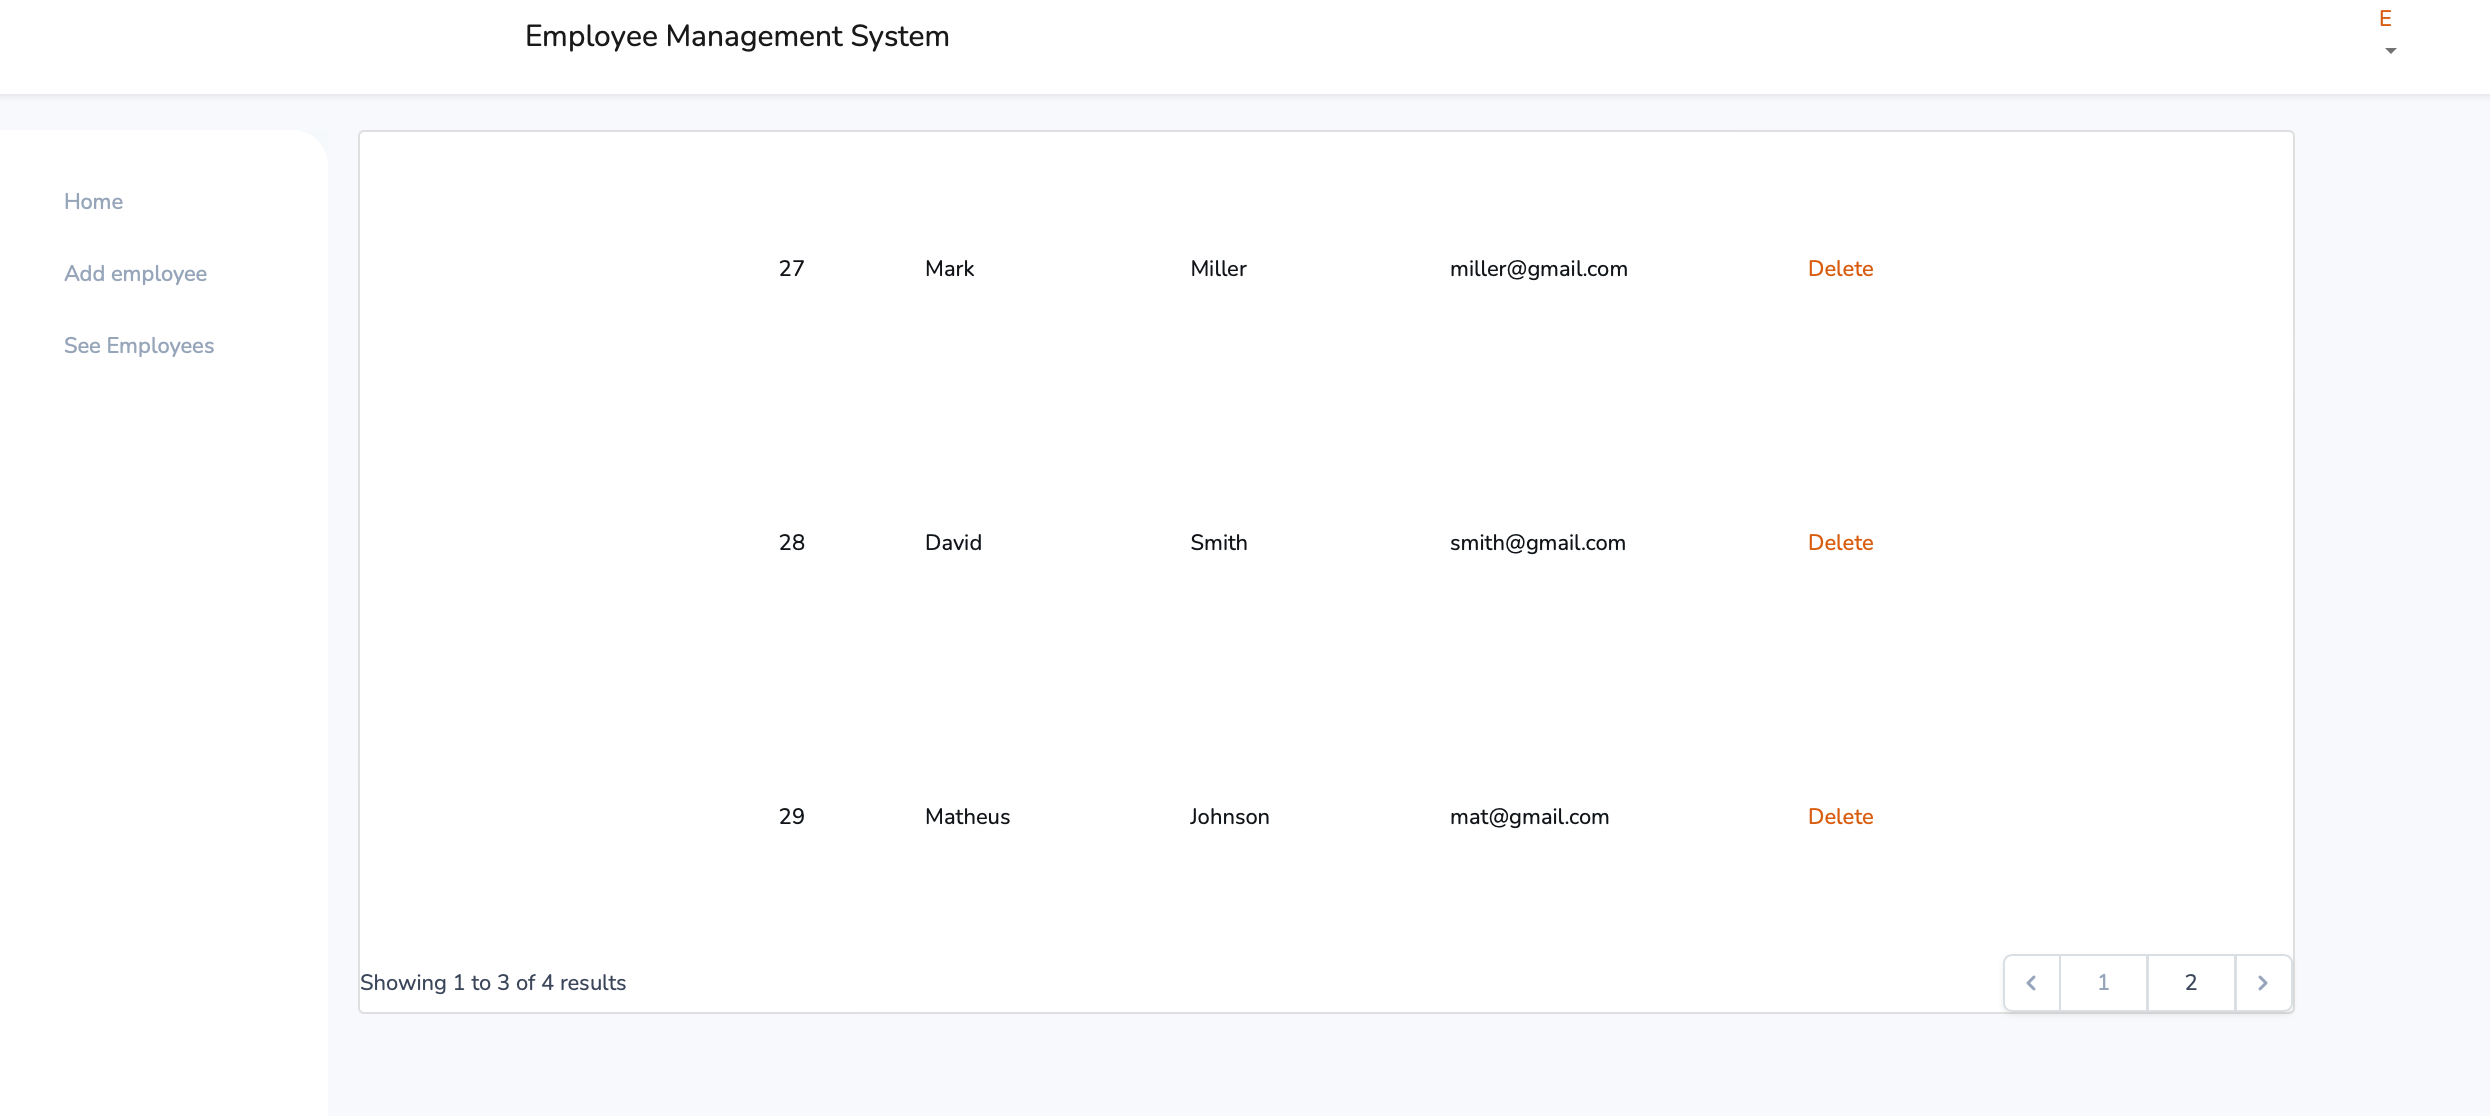 Employee Management System
E
Home
Add employee
See Employees
27 Mark Miller miller@gmail.com Delete
28 David Smith smith@gmail.com Delete
29 Matheus Johnson mat@gmail.com Delete
Showing 1 to 3 of 4 results
1 2